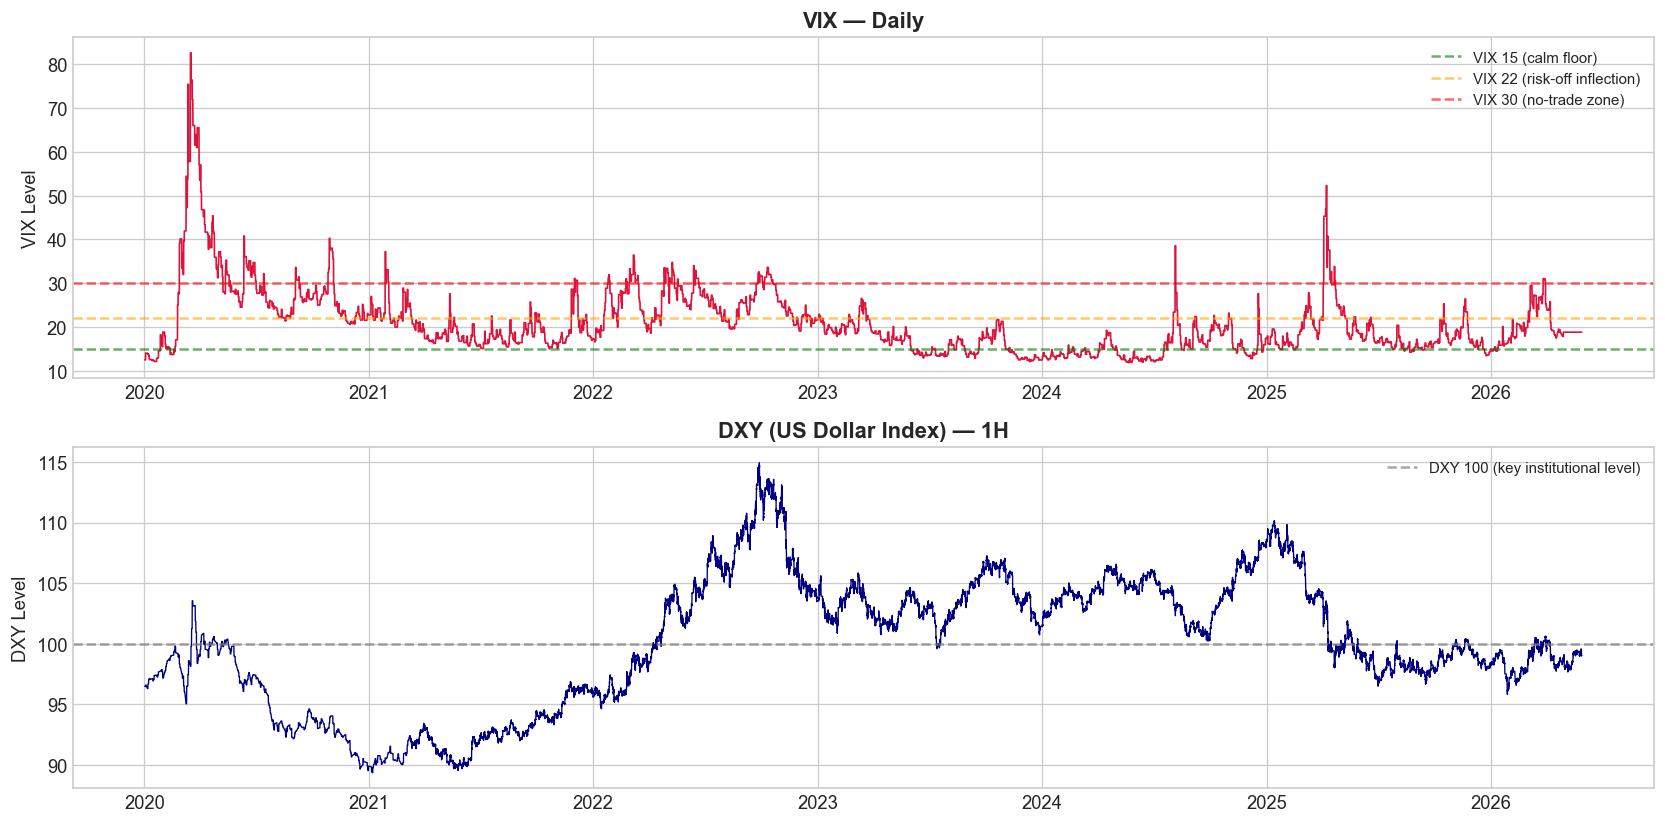 VIX — Daily
VIX Level
80
70
60
50
40
30
20
10
VIX 15 (calm floor)
VIX 22 (risk-off inflection)
VIX 30 (no-trade zone)
2020 2021 2022 2023 2024 2025 2026
DXY (US Dollar Index) — 1H
DXY Level
115
110
105
100
95
90
DXY 100 (key institutional level)
2020 2021 2022 2023 2024 2025 2026